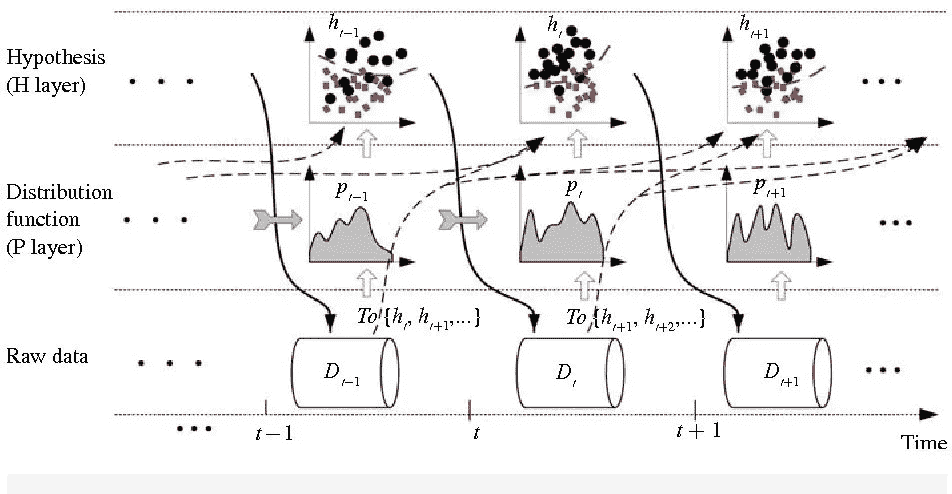 Hypothesis
(H layer)
h_{t-1}
h_t
h_{t+1}
Distribution
function
(P layer)
p_{t-1}
p_t
p_{t+1}
To {h_t, h_{t+1},...}
To {h_{t+1}, h_{t+2},...}
Raw data
D_{t-1}
D_t
D_{t+1}
t−1
t
t + 1
Time